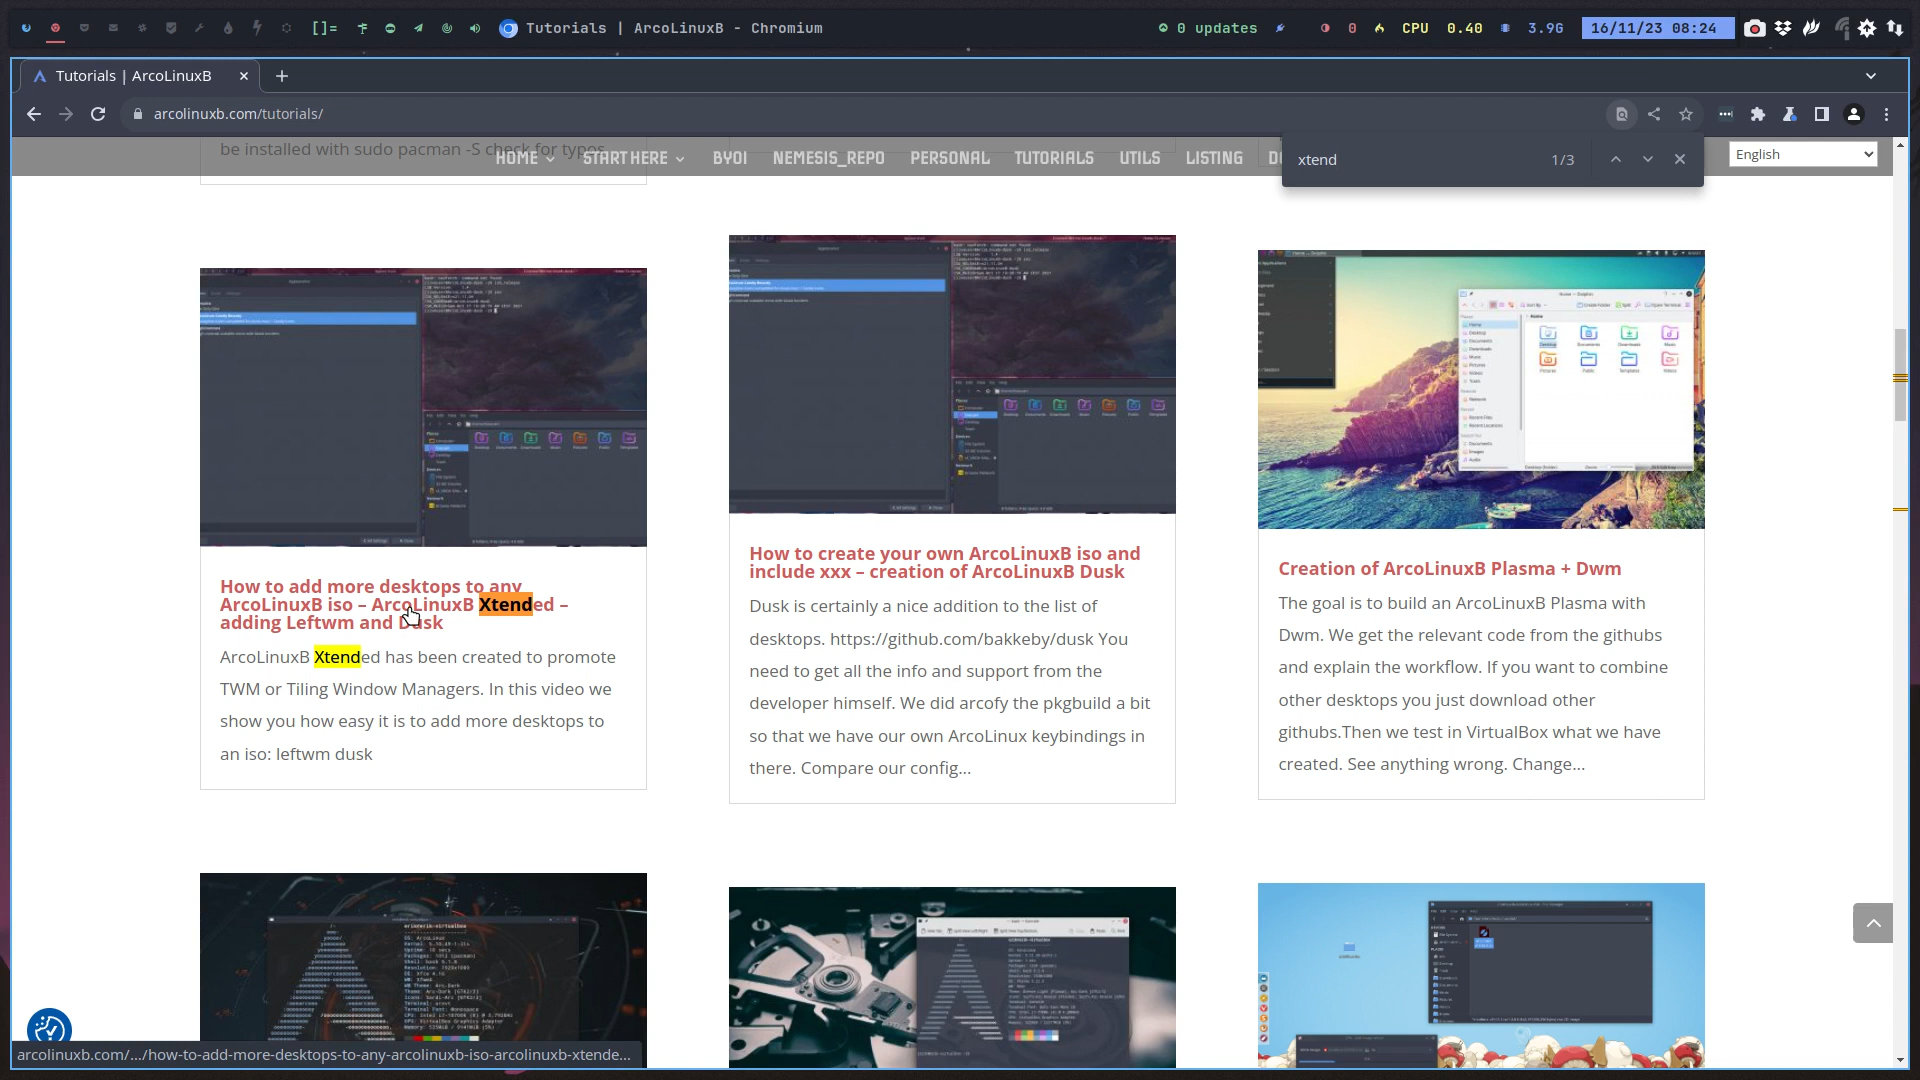 []=
Tutorials | ArcoLinuxB - Chromium
0 updates
0
CPU 0.40
3.9G
16/11/23 08:24
Tutorials | ArcoLinuxB
arcolinuxb.com/tutorials/
be installed with sudo pacman -S check for typos
HOME
START HERE
BYOI
NEMESIS_REPO
PERSONAL
TUTORIALS
UTILS
LISTING
xtend
1/3
English
How to add more desktops to any
ArcoLinuxB iso – ArcoLinuxB Xtended –
adding Leftwm and Dusk
ArcoLinuxB Xtended has been created to promote
TWM or Tiling Window Managers. In this video we
show you how easy it is to add more desktops to
an iso: leftwm dusk
How to create your own ArcoLinuxB iso and
include xxx – creation of ArcoLinuxB Dusk
Dusk is certainly a nice addition to the list of
desktops. https://github.com/bakkeby/dusk You
need to get all the info and support from the
developer himself. We did arcofy the pkgbuild a bit
so that we have our own ArcoLinux keybindings in
there. Compare our config...
Creation of ArcoLinuxB Plasma + Dwm
The goal is to build an ArcoLinuxB Plasma with
Dwm. We get the relevant code from the githubs
and explain the workflow. If you want to combine
other desktops you just download other
githubs.Then we test in VirtualBox what we have
created. See anything wrong. Change...
arcolinuxb.com/.../how-to-add-more-desktops-to-any-arcolinuxb-iso-arcolinuxb-xtende...